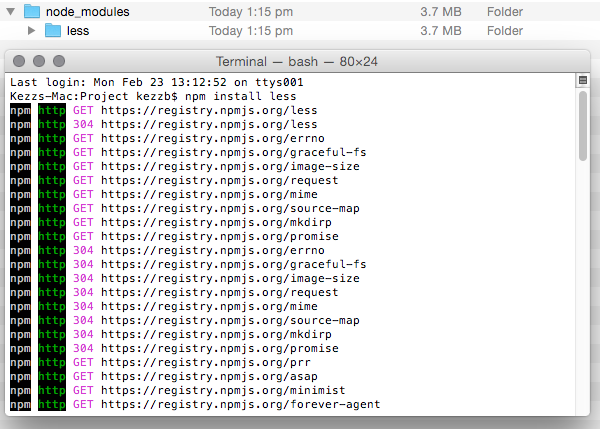 node_modules Today 1:15 pm 3.7 MB Folder
less Today 1:15 pm 3.7 MB Folder
Terminal — bash — 80×24
Last login: Mon Feb 23 13:12:52 on ttys001
Kezzs-Mac:Project kezzb$ npm install less
npm http GET https://registry.npmjs.org/less
npm http 304 https://registry.npmjs.org/less
npm http GET https://registry.npmjs.org/errno
npm http GET https://registry.npmjs.org/graceful-fs
npm http GET https://registry.npmjs.org/image-size
npm http GET https://registry.npmjs.org/request
npm http GET https://registry.npmjs.org/mime
npm http GET https://registry.npmjs.org/source-map
npm http GET https://registry.npmjs.org/mkdirp
npm http GET https://registry.npmjs.org/promise
npm http 304 https://registry.npmjs.org/errno
npm http 304 https://registry.npmjs.org/graceful-fs
npm http 304 https://registry.npmjs.org/image-size
npm http 304 https://registry.npmjs.org/request
npm http 304 https://registry.npmjs.org/mime
npm http 304 https://registry.npmjs.org/source-map
npm http 304 https://registry.npmjs.org/mkdirp
npm http 304 https://registry.npmjs.org/promise
npm http GET https://registry.npmjs.org/prr
npm http GET https://registry.npmjs.org/asap
npm http GET https://registry.npmjs.org/minimist
npm http GET https://registry.npmjs.org/forever-agent